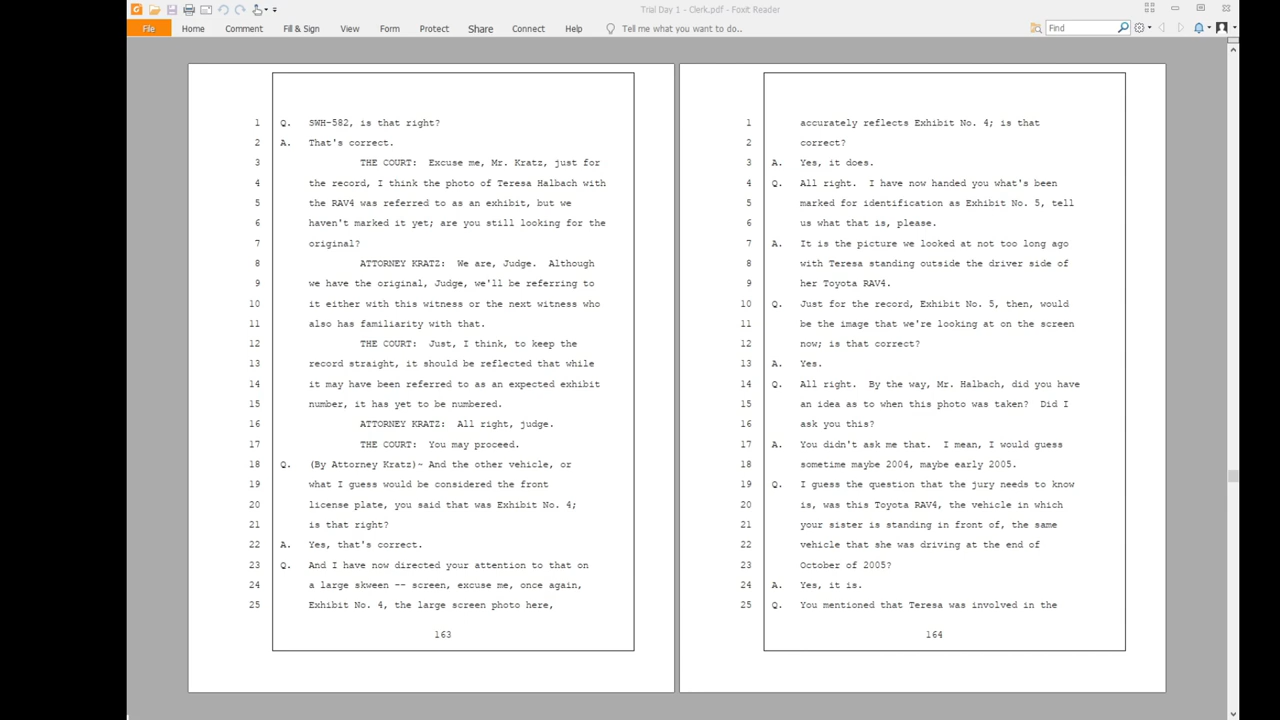 Trial Day 1 - Clerk.pdf - Foxit Reader
File Home Comment Fill & Sign View Form Protect Share Connect Help Tell me what you want to do.. Find
1 Q. SWH-582, is that right?
2 A. That's correct.
3 THE COURT: Excuse me, Mr. Kratz, just for
4 the record, I think the photo of Teresa Halbach with
5 the RAV4 was referred to as an exhibit, but we
6 haven't marked it yet; are you still looking for the
7 original?
8 ATTORNEY KRATZ: We are, Judge. Although
9 we have the original, Judge, we'll be referring to
10 it either with this witness or the next witness who
11 also has familiarity with that.
12 THE COURT: Just, I think, to keep the
13 record straight, it should be reflected that while
14 it may have been referred to as an expected exhibit
15 number, it has yet to be numbered.
16 ATTORNEY KRATZ: All right, judge.
17 THE COURT: You may proceed.
18 Q. (By Attorney Kratz)~ And the other vehicle, or
19 what I guess would be considered the front
20 license plate, you said that was Exhibit No. 4;
21 is that right?
22 A. Yes, that's correct.
23 Q. And I have now directed your attention to that on
24 a large skween -- screen, excuse me, once again,
25 Exhibit No. 4, the large screen photo here,
163
1 accurately reflects Exhibit No. 4; is that
2 correct?
3 A. Yes, it does.
4 Q. All right. I have now handed you what's been
5 marked for identification as Exhibit No. 5, tell
6 us what that is, please.
7 A. It is the picture we looked at not too long ago
8 with Teresa standing outside the driver side of
9 her Toyota RAV4.
10 Q. Just for the record, Exhibit No. 5, then, would
11 be the image that we're looking at on the screen
12 now; is that correct?
13 A. Yes.
14 Q. All right. By the way, Mr. Halbach, did you have
15 an idea as to when this photo was taken? Did I
16 ask you this?
17 A. You didn't ask me that. I mean, I would guess
18 sometime maybe 2004, maybe early 2005.
19 Q. I guess the question that the jury needs to know
20 is, was this Toyota RAV4, the vehicle in which
21 your sister is standing in front of, the same
22 vehicle that she was driving at the end of
23 October of 2005?
24 A. Yes, it is.
25 Q. You mentioned that Teresa was involved in the
164